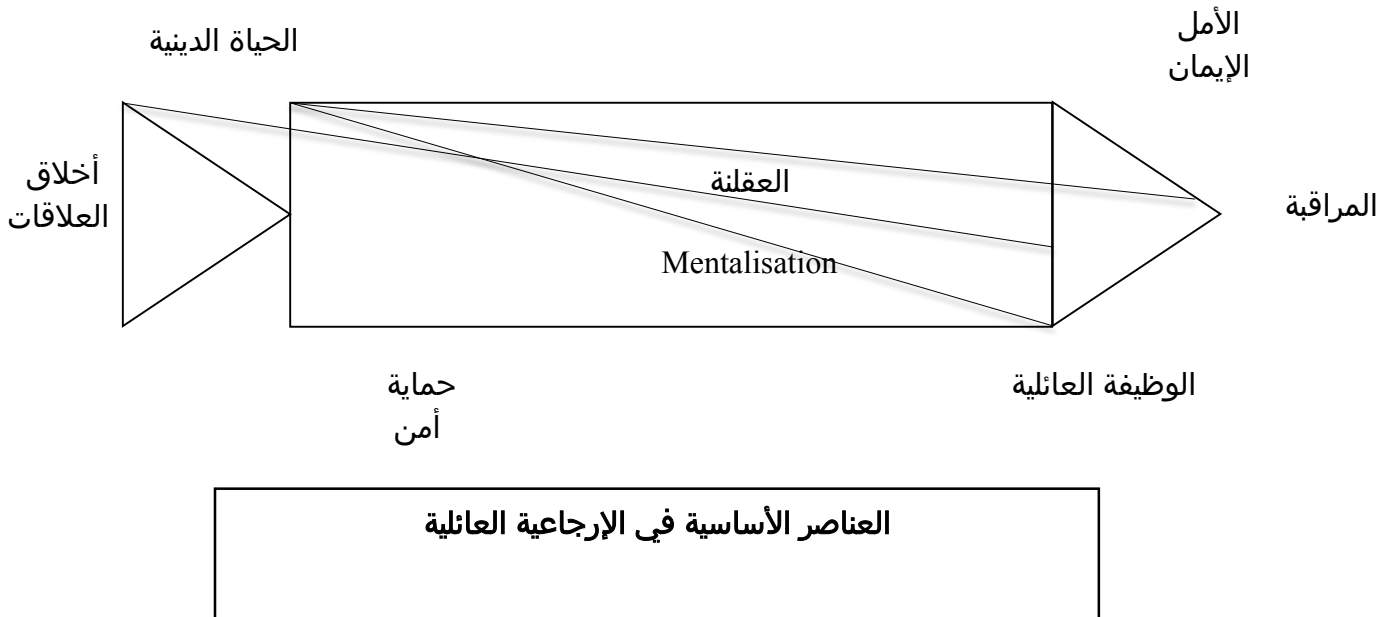 الأمل
الإيمان
الحياة الدينية
أخلاق
العلاقات
العقلنة
المراقبة
Mentalisation
الوظيفة العائلية
حماية
أمن
العناصر الأساسية في الإرجاعية العائلية